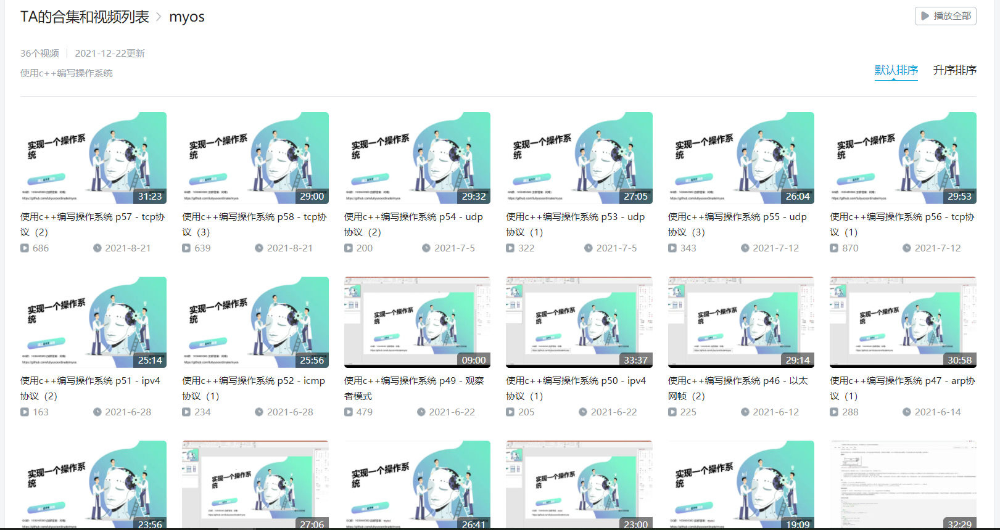 TA的合集和视频列表 > myos
播放全部
36个视频 | 2021-12-22更新
使用c++编写操作系统
默认排序 升序排序
实现一个操作系
统
31:23
实现一个操作系
统
29:00
实现一个操作系
统
29:32
实现一个操作系
统
27:05
实现一个操作系
统
26:04
实现一个操作系
统
29:53
使用c++编写操作系统 p57 - tcp协
议（2）
686 2021-8-21
使用c++编写操作系统 p58 - tcp协
议（3）
639 2021-8-21
使用c++编写操作系统 p54 - udp
协议（2）
200 2021-7-5
使用c++编写操作系统 p53 - udp
协议（1）
322 2021-7-5
使用c++编写操作系统 p55 - udp
协议（3）
343 2021-7-12
使用c++编写操作系统 p56 - tcp协
议（1）
870 2021-7-12
实现一个操作系
统
25:14
实现一个操作系
统
25:56
实现一个操作系
统
09:00
实现一个操作系
统
33:37
实现一个操作系
统
29:14
实现一个操作系
统
30:58
使用c++编写操作系统 p51 - ipv4
协议（2）
163 2021-6-28
使用c++编写操作系统 p52 - icmp
协议（1）
234 2021-6-28
使用c++编写操作系统 p49 - 观察
者模式
479 2021-6-22
使用c++编写操作系统 p50 - ipv4
协议（1）
205 2021-6-22
使用c++编写操作系统 p46 - 以太
网帧（2）
225 2021-6-12
使用c++编写操作系统 p47 - arp协
议（1）
288 2021-6-14
实现一个操作系
统
23:56
实现一个操作系
统
27:06
实现一个操作系
统
26:41
实现一个操作系
统
23:00
实现一个操作系
统
19:09
32:29